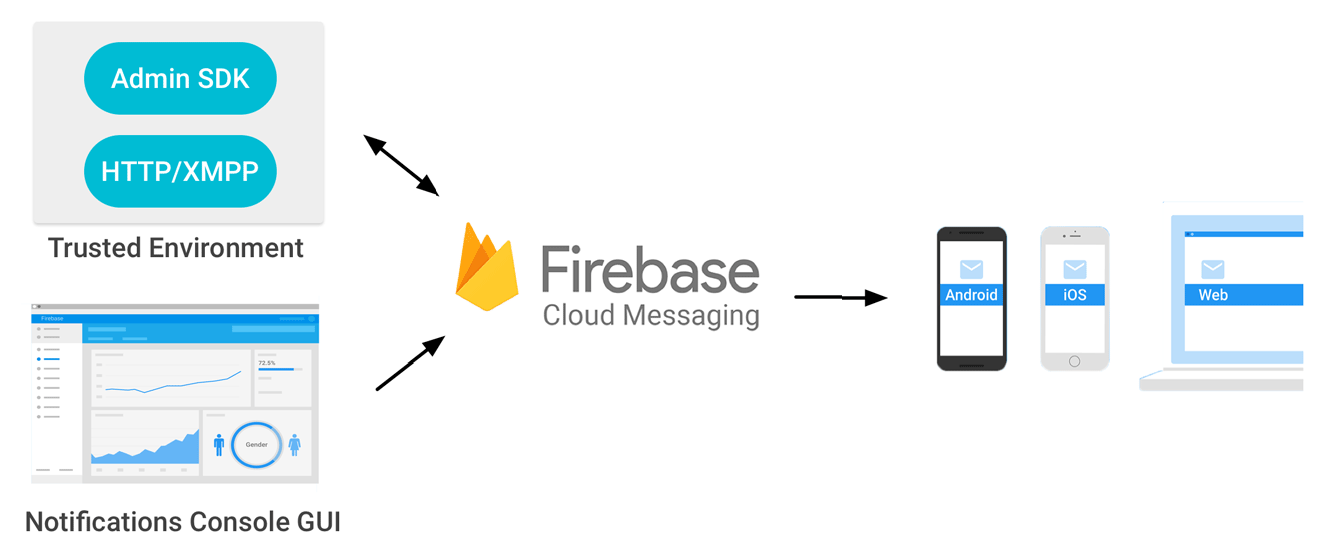 Admin SDK
HTTP/XMPP
Trusted Environment
Firebase
72.5%
Gender
Notifications Console GUI
Firebase
Cloud Messaging
Android
iOS
Web